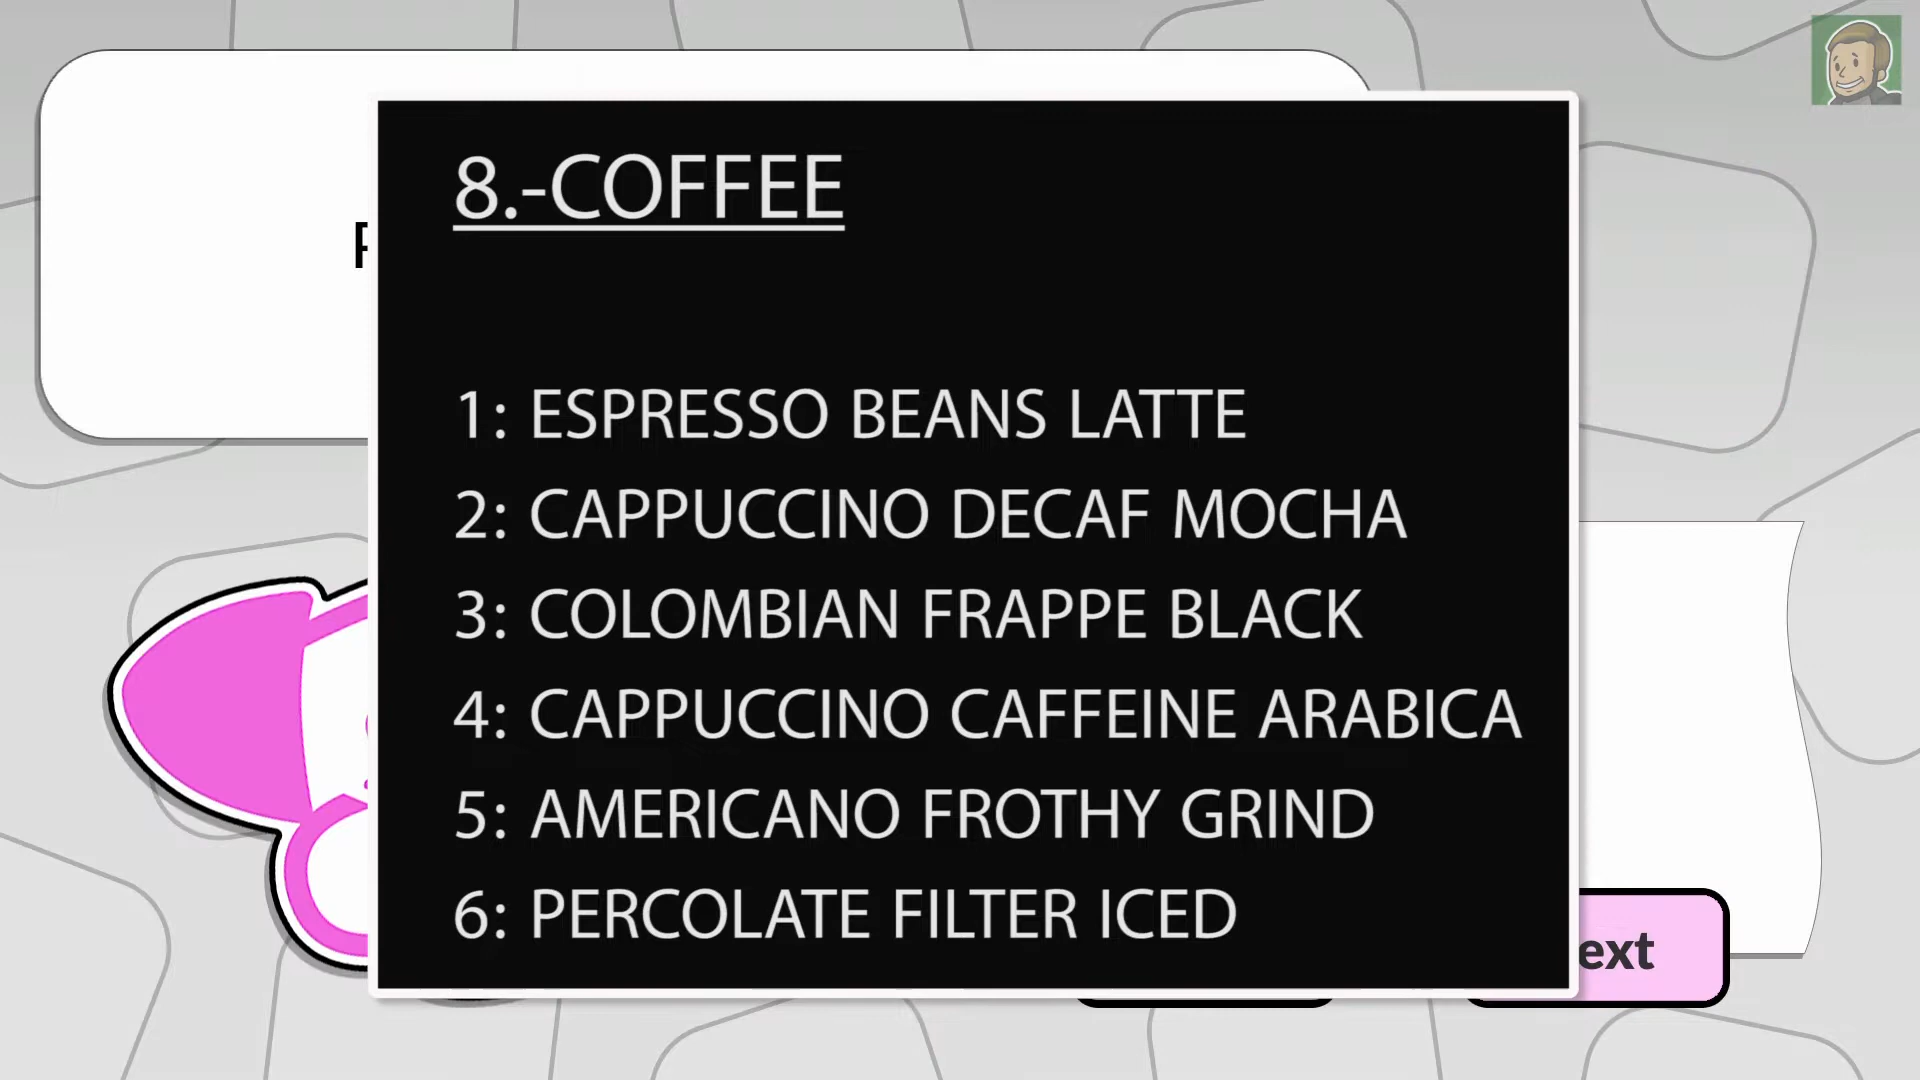 8.-COFFEE
1: ESPRESSO BEANS LATTE
2: CAPPUCCINO DECAF MOCHA
3: COLOMBIAN FRAPPE BLACK
4: CAPPUCCINO CAFFEINE ARABICA
5: AMERICANO FROTHY GRIND
6: PERCOLATE FILTER ICED
ext